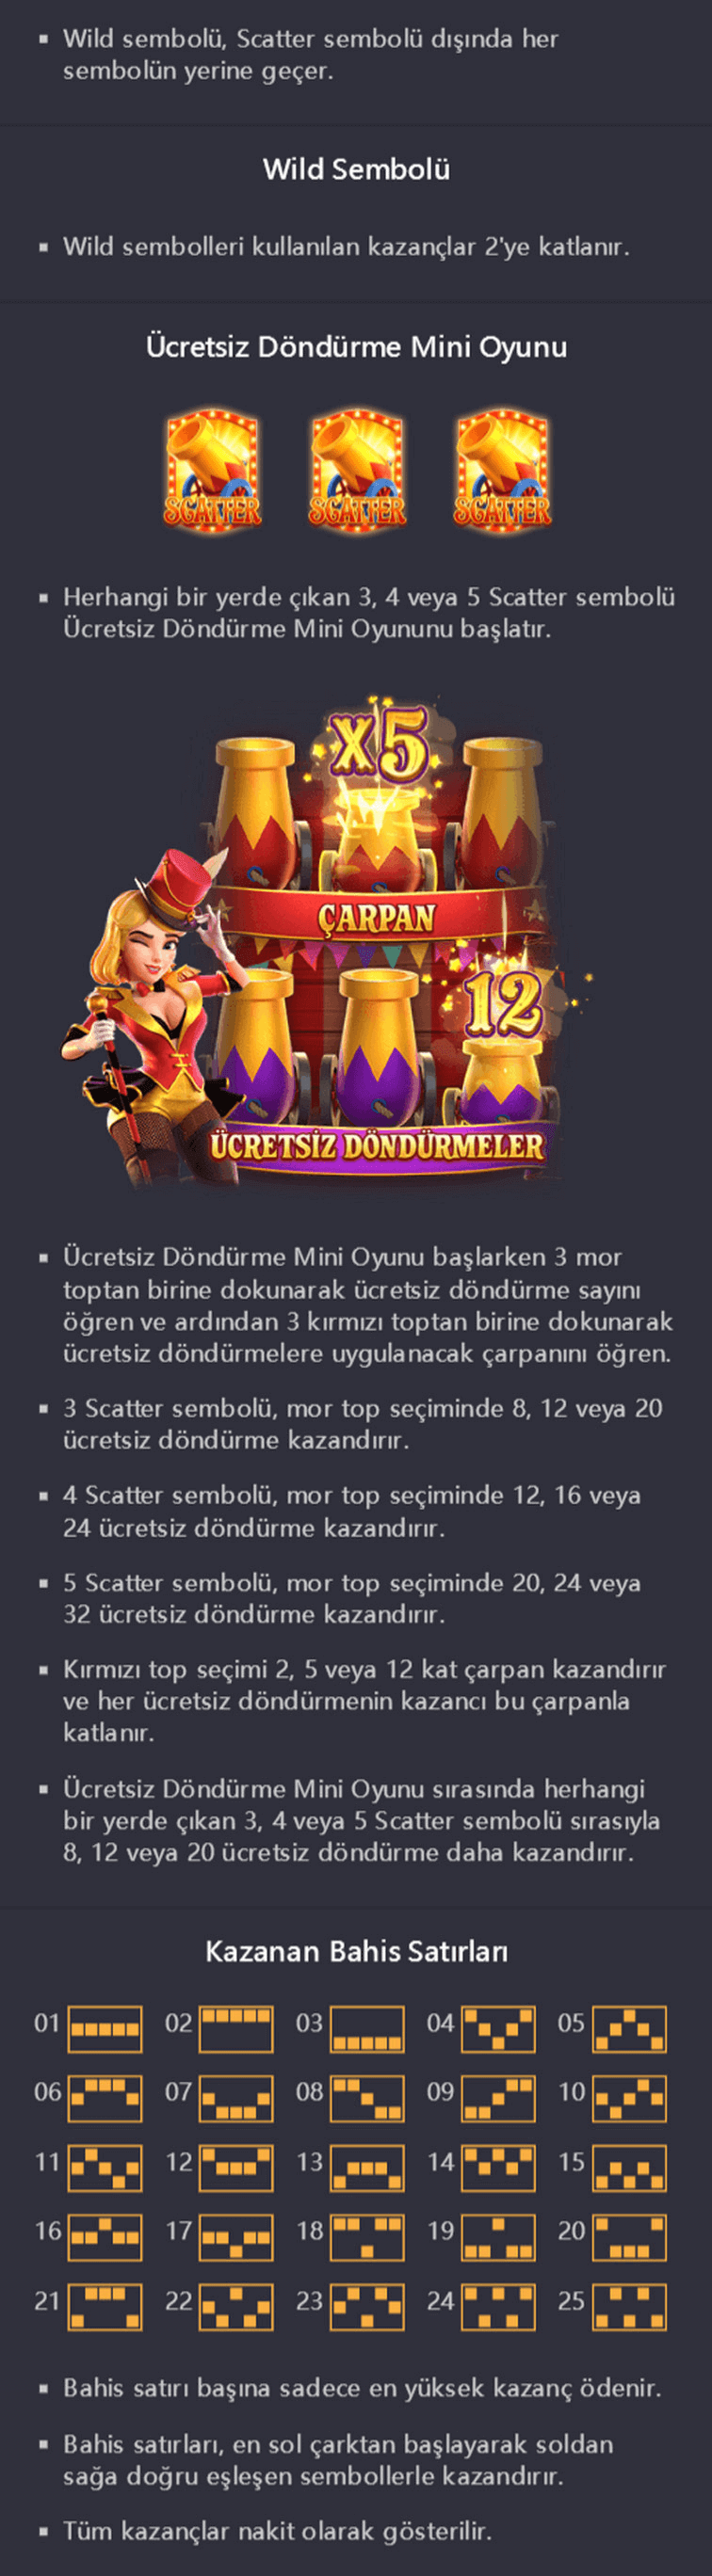 ▪ Wild sembolü, Scatter sembolü dışında her
sembolün yerine geçer.
Wild Sembolü
▪ Wild sembolleri kullanılan kazançlar 2'ye katlanır.
Ücretsiz Döndürme Mini Oyunu
SCATTER SCATTER SCATTER
▪ Herhangi bir yerde çıkan 3, 4 veya 5 Scatter sembolü
Ücretsiz Döndürme Mini Oyununu başlatır.
X5
ÇARPAN
12
ÜCRETSİZ DÖNDÜRMELER
▪ Ücretsiz Döndürme Mini Oyunu başlarken 3 mor
toptan birine dokunarak ücretsiz döndürme sayını
öğren ve ardından 3 kırmızı toptan birine dokunarak
ücretsiz döndürmelere uygulanacak çarpanını öğren.
▪ 3 Scatter sembolü, mor top seçiminde 8, 12 veya 20
ücretsiz döndürme kazandırır.
▪ 4 Scatter sembolü, mor top seçiminde 12, 16 veya
24 ücretsiz döndürme kazandırır.
▪ 5 Scatter sembolü, mor top seçiminde 20, 24 veya
32 ücretsiz döndürme kazandırır.
▪ Kırmızı top seçimi 2, 5 veya 12 kat çarpan kazandırır
ve her ücretsiz döndürmenin kazancı bu çarpanla
katlanır.
▪ Ücretsiz Döndürme Mini Oyunu sırasında herhangi
bir yerde çıkan 3, 4 veya 5 Scatter sembolü sırasıyla
8, 12 veya 20 ücretsiz döndürme daha kazandırır.
Kazanan Bahis Satırları
01 02 03 04 05
06 07 08 09 10
11 12 13 14 15
16 17 18 19 20
21 22 23 24 25
▪ Bahis satırı başına sadece en yüksek kazanç ödenir.
▪ Bahis satırları, en sol çarktan başlayarak soldan
sağa doğru eşleşen sembollerle kazandırır.
▪ Tüm kazançlar nakit olarak gösterilir.